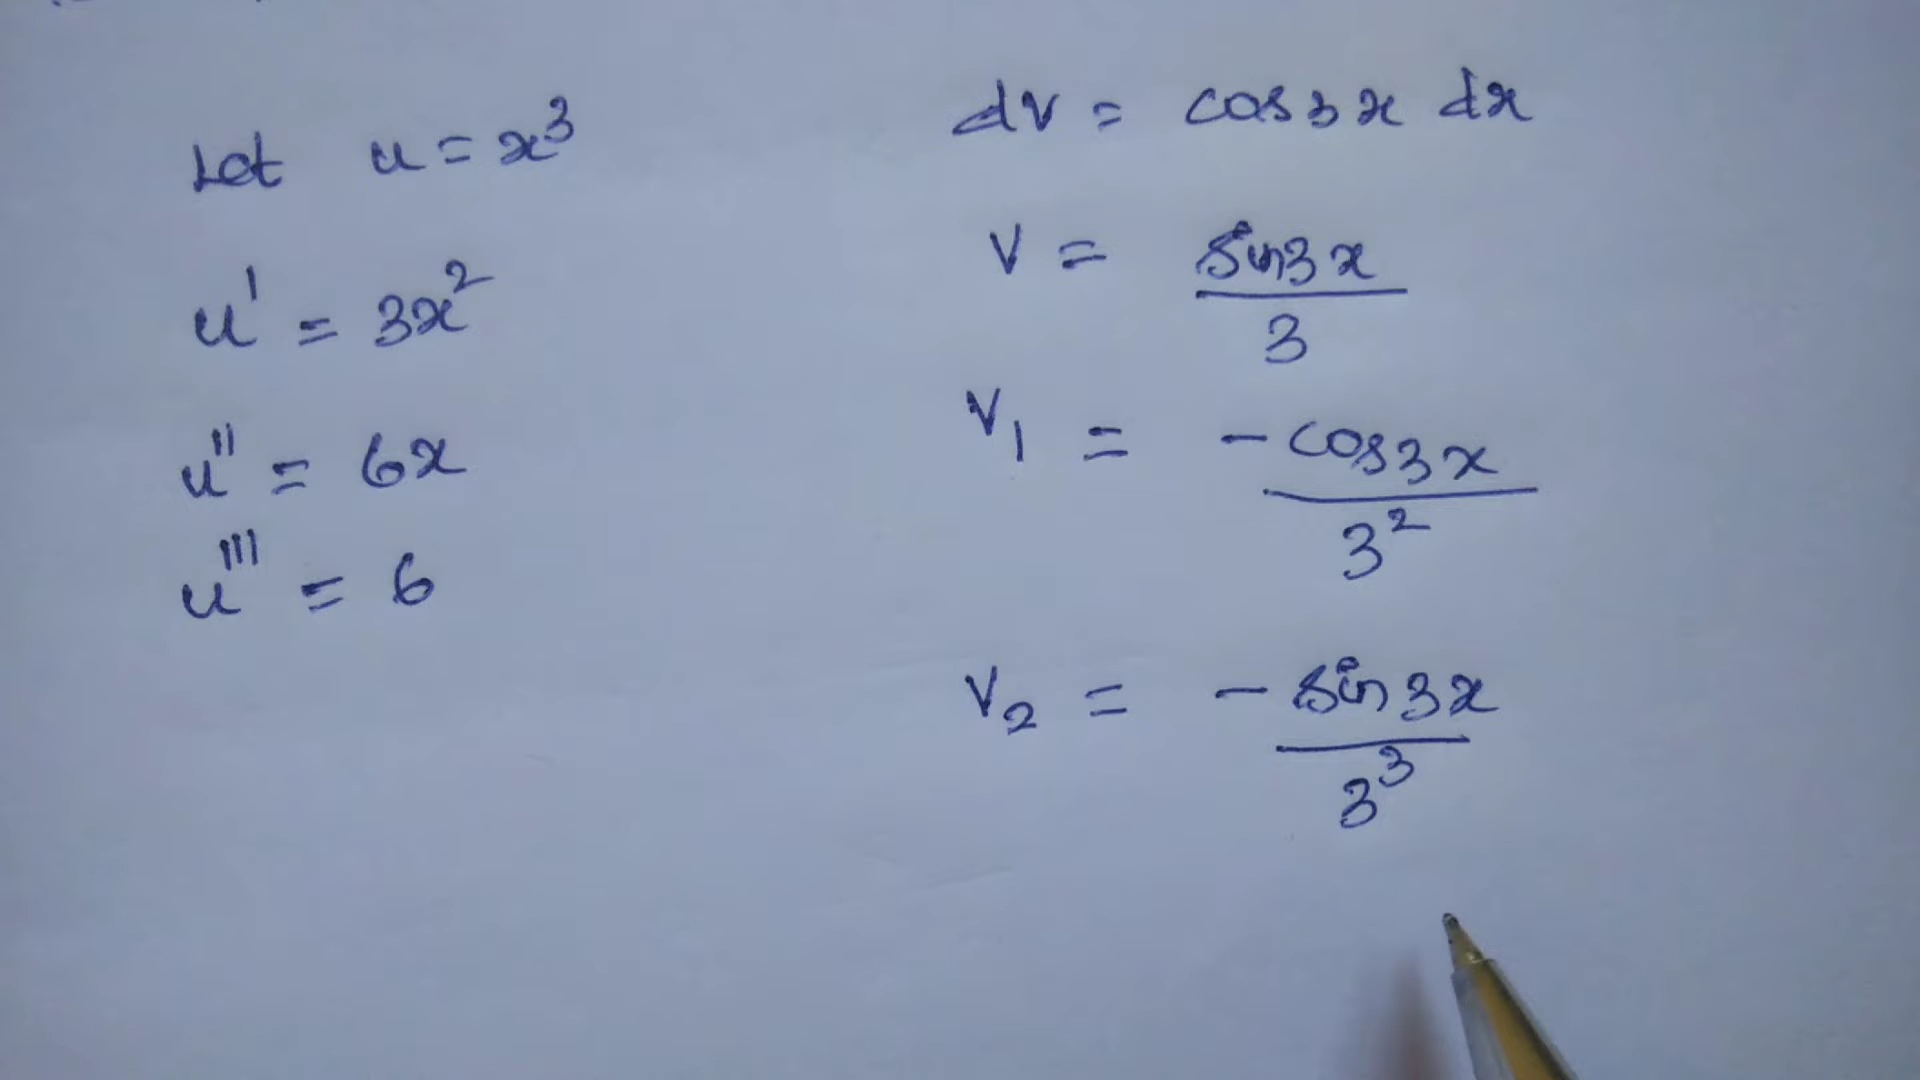 Let u = x³
dv = cos3x dx
u' = 3x²
v = sin3x/3
u'' = 6x
v₁ = -cos3x/3²
u''' = 6
v₂ = -sin3x/3³